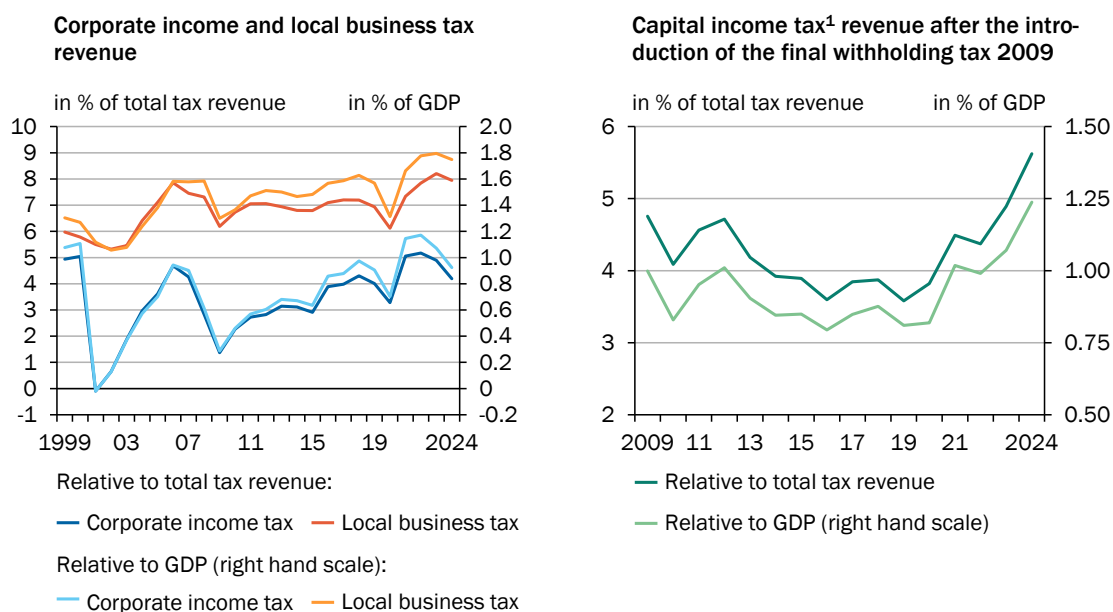 Corporate income and local business tax
revenue
in % of total tax revenue in % of GDP
10 2.0
9 1.8
8 1.6
7 1.4
6 1.2
5 1.0
4 0.8
3 0.6
2 0.4
1 0.2
0 0
-1 -0.2
1999 03 07 11 15 19 2024
Relative to total tax revenue:
Corporate income tax Local business tax
Relative to GDP (right hand scale):
Corporate income tax Local business tax
Capital income tax¹ revenue after the intro-
duction of the final withholding tax 2009
in % of total tax revenue in % of GDP
6 1.50
5 1.25
4 1.00
3 0.75
2 0.50
2009 11 13 15 17 19 21 2024
Relative to total tax revenue
Relative to GDP (right hand scale)